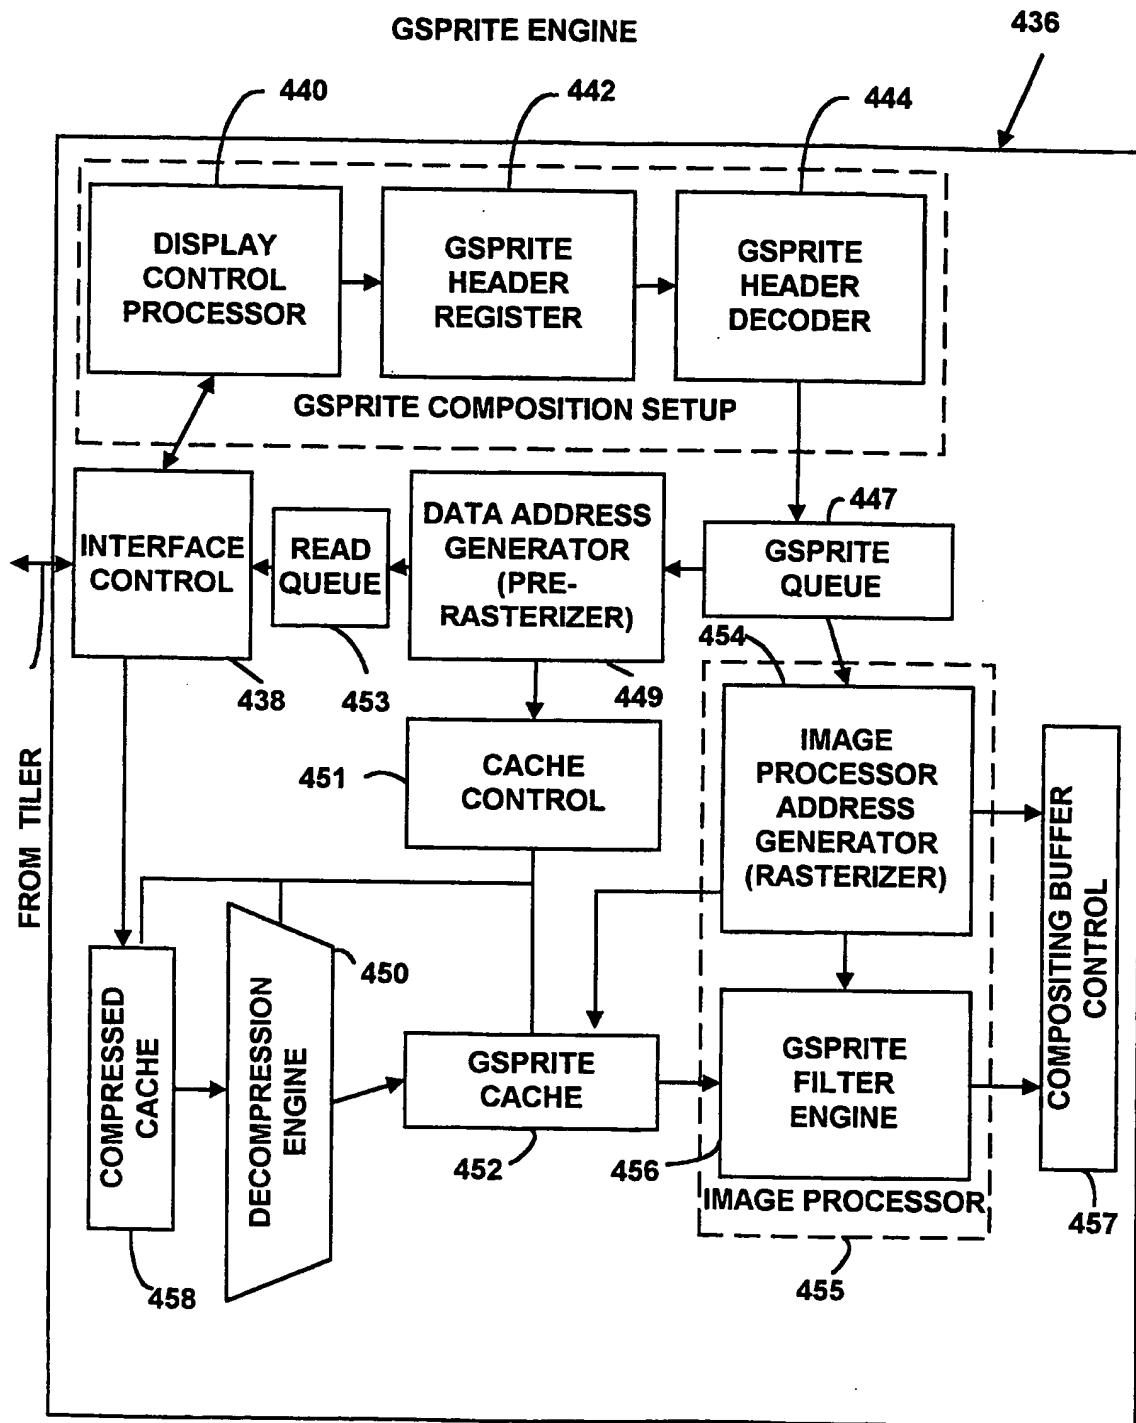 GSPRITE ENGINE
436
440
442
444
DISPLAY
CONTROL
PROCESSOR
GSPRITE
HEADER
REGISTER
GSPRITE
HEADER
DECODER
GSPRITE COMPOSITION SETUP
447
INTERFACE
CONTROL
READ
QUEUE
DATA ADDRESS
GENERATOR
(PRE-
RASTERIZER)
GSPRITE
QUEUE
454
438
453
449
FROM TILER
451
CACHE
CONTROL
IMAGE
PROCESSOR
ADDRESS
GENERATOR
(RASTERIZER)
COMPOSITING BUFFER
CONTROL
450
COMPRESSED
CACHE
DECOMPRESSION
ENGINE
GSPRITE
CACHE
GSPRITE
FILTER
ENGINE
452
456
IMAGE PROCESSOR
457
458
455